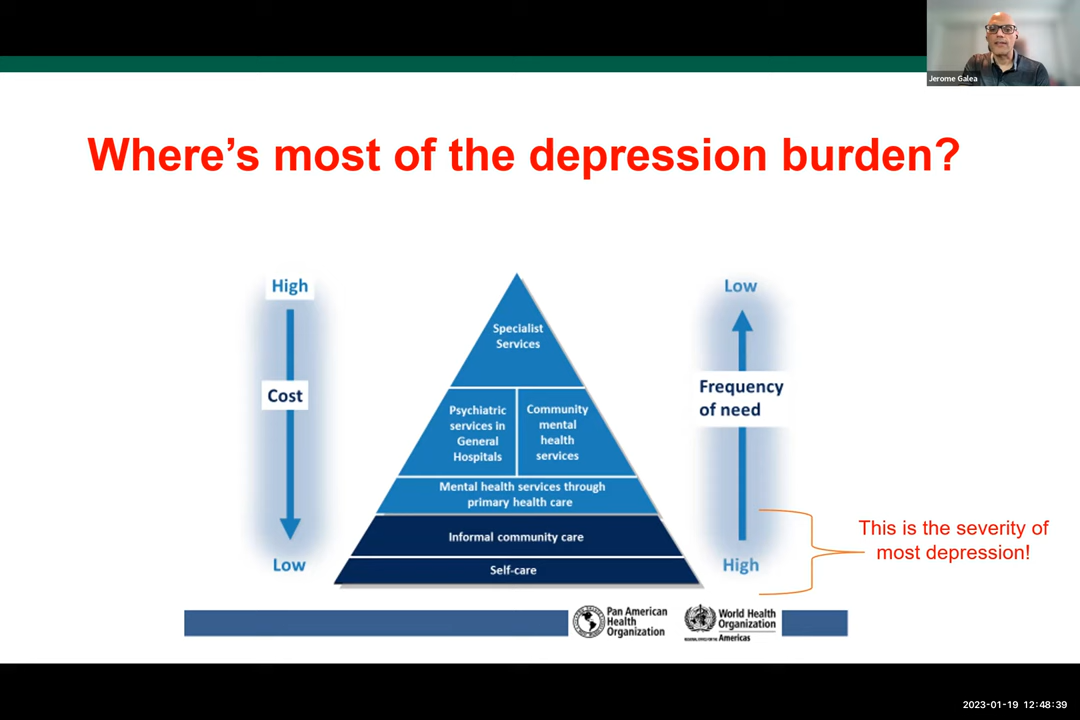 Jerome Galea
Where's most of the depression burden?
High
Cost
Low
Specialist
Services
Psychiatric
services in
General
Hospitals
Community
mental
health
services
Mental health services through
primary health care
Informal community care
Self-care
Low
Frequency
of need
High
This is the severity of
most depression!
Pan American
Health
Organization
World Health
Organization
Americas
2023-01-19 12:48:39